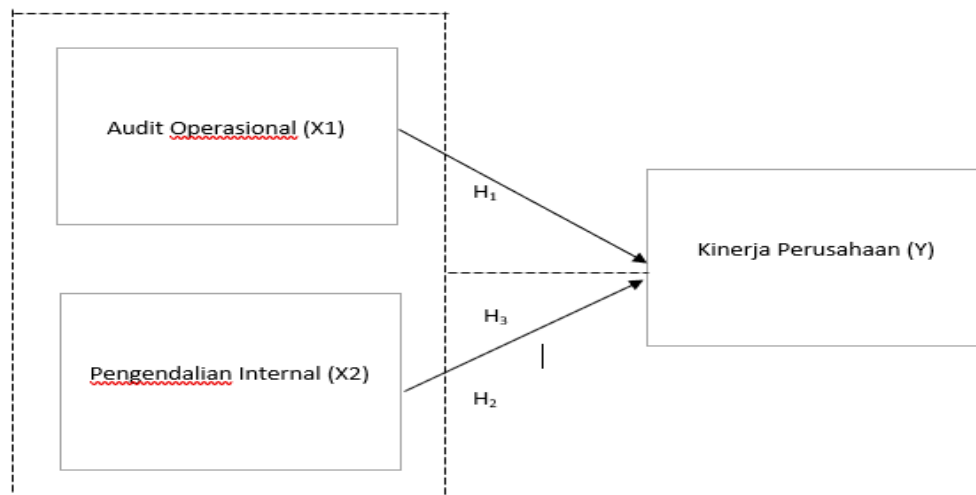 Audit Operasional (X1)
H₁
Kinerja Perusahaan (Y)
H₃
Pengendalian Internal (X2)
H₂